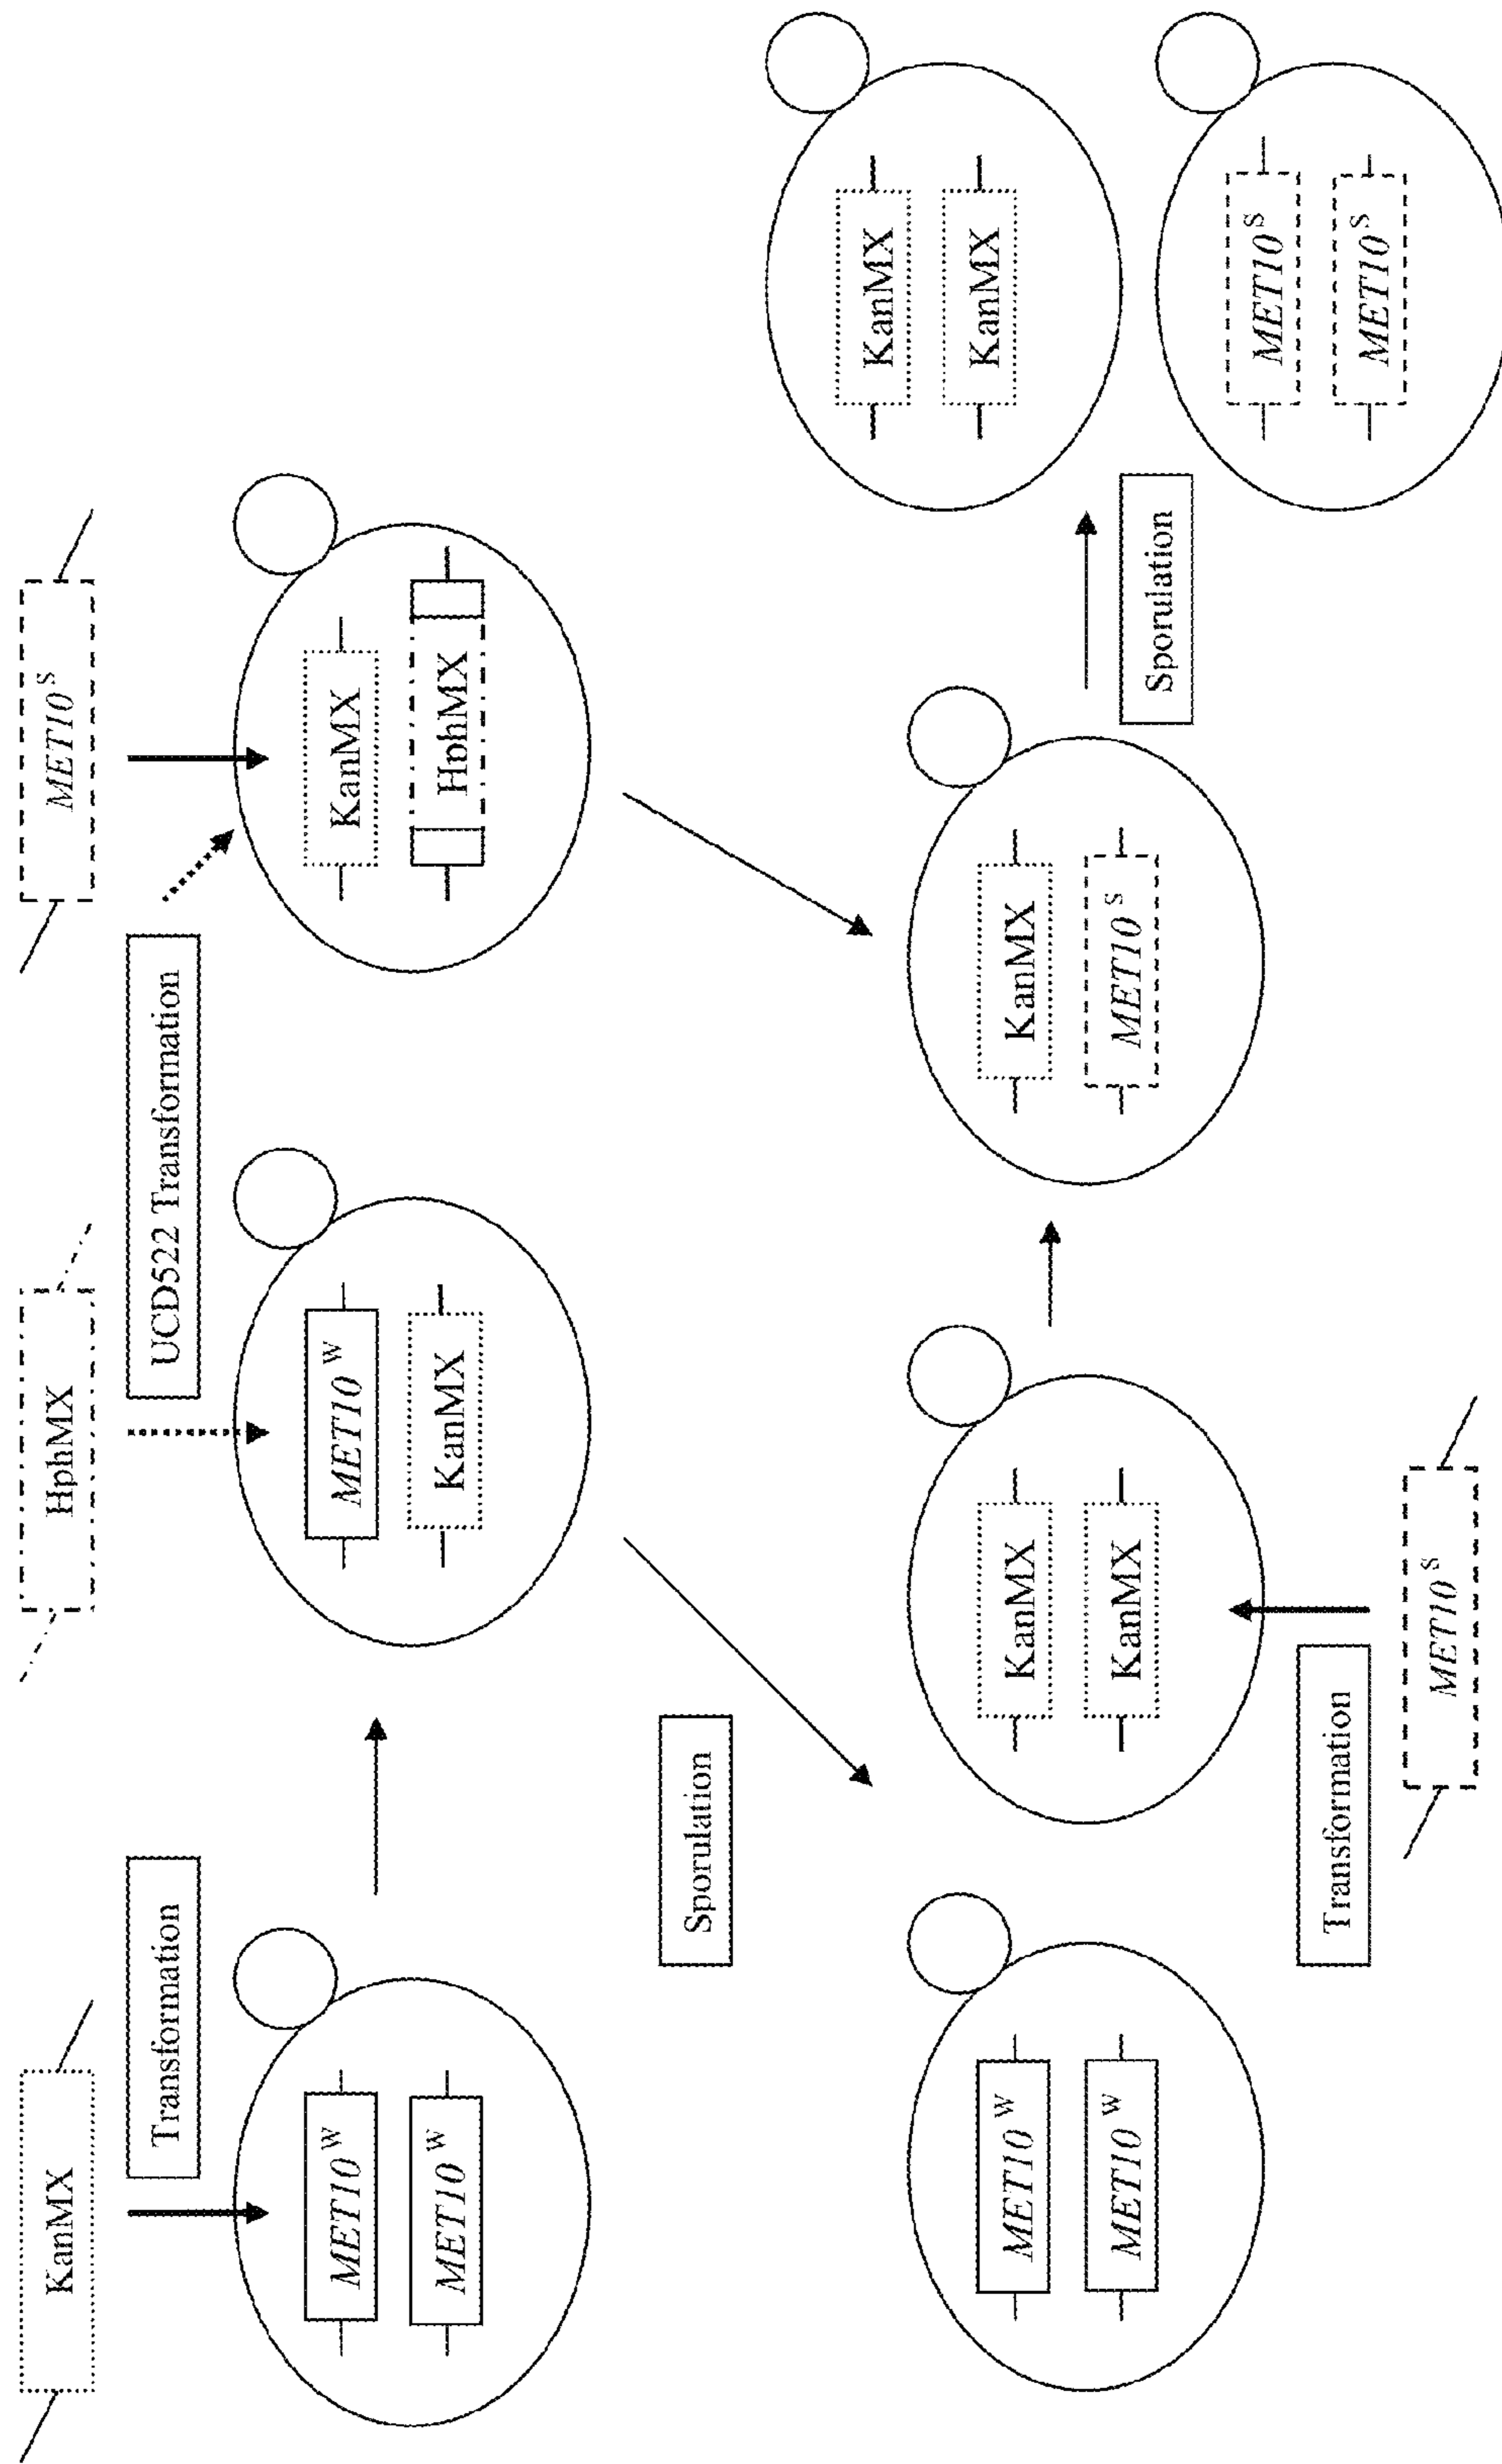 KanMX
HphMX
MET10^S
Transformation
UCD522 Transformation
MET10^W
MET10^W
MET10^W
KanMX
KanMX
HphMX
Sporulation
MET10^W
MET10^W
KanMX
KanMX
KanMX
MET10^S
Sporulation
KanMX
KanMX
MET10^S
MET10^S
Transformation
MET10^S